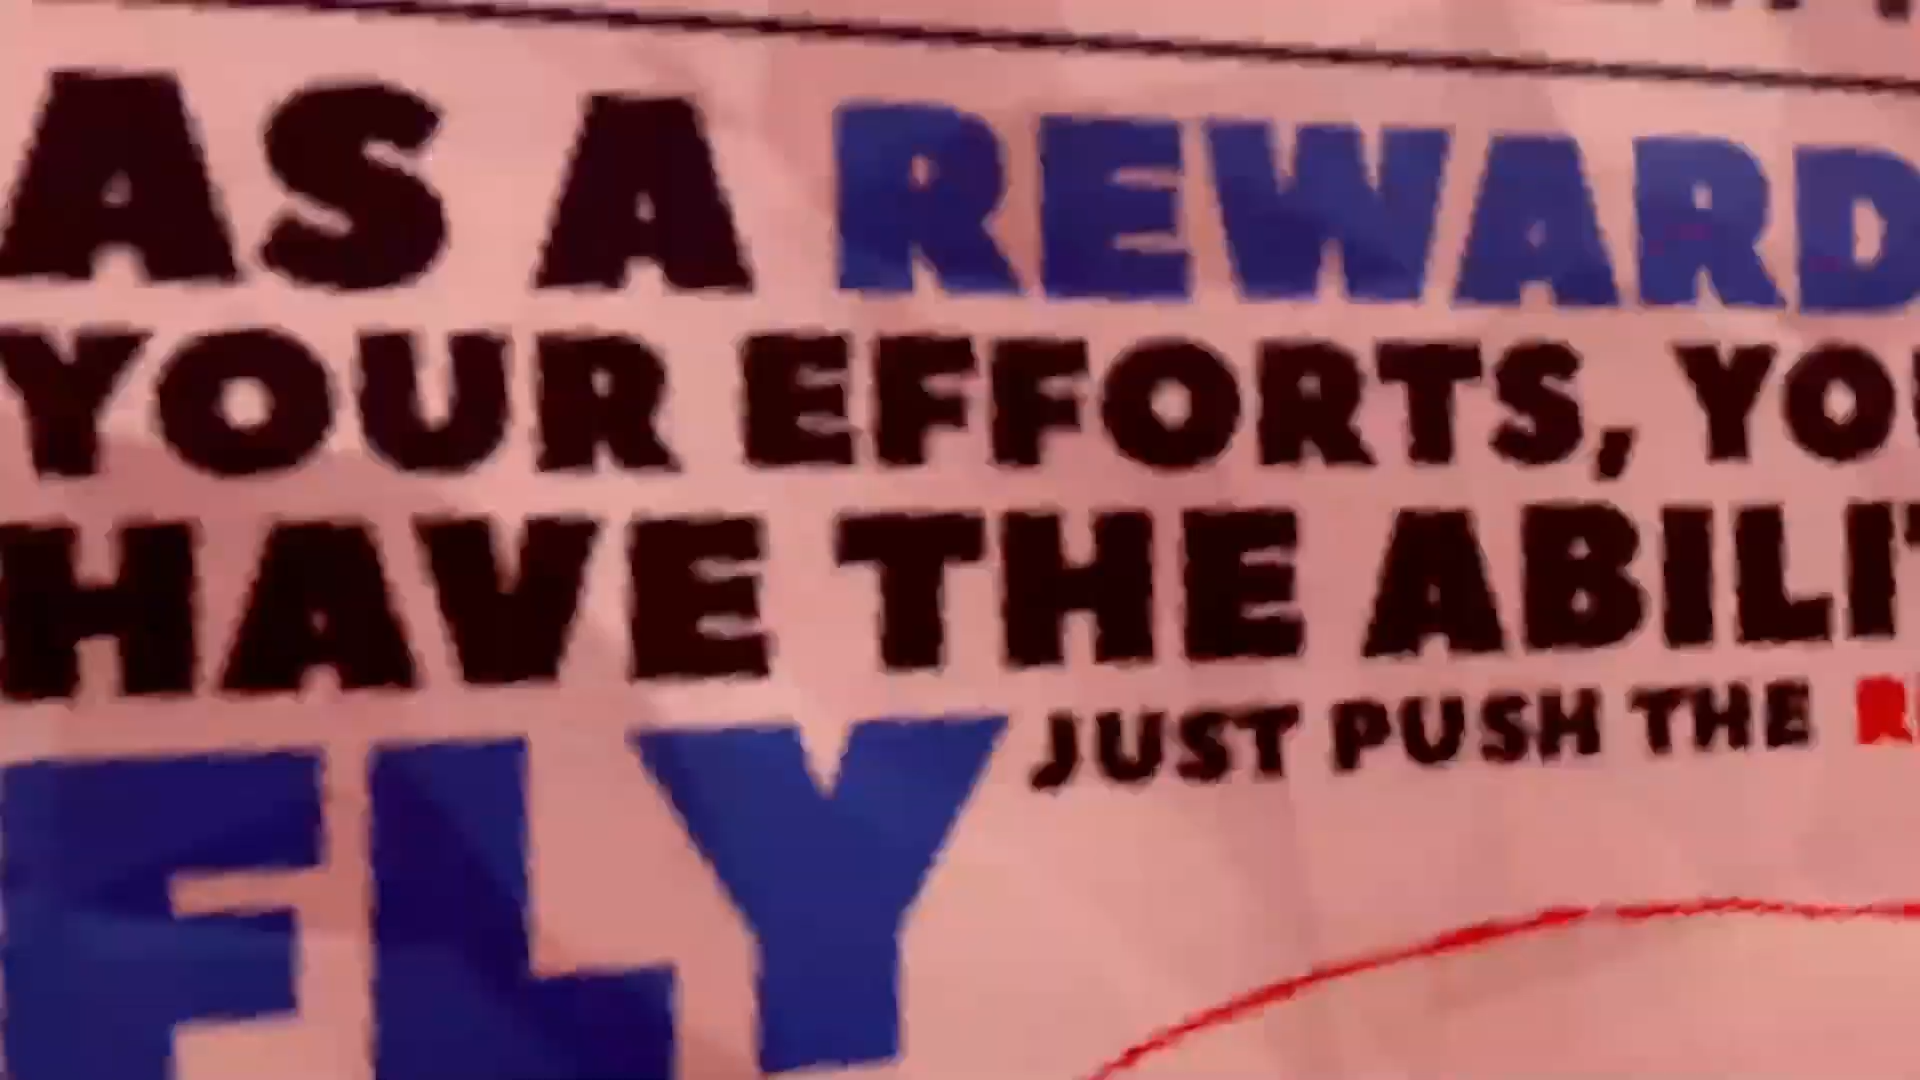 AS A REWARD
YOUR EFFORTS, YO
HAVE THE ABILI
FLY JUST PUSH THE